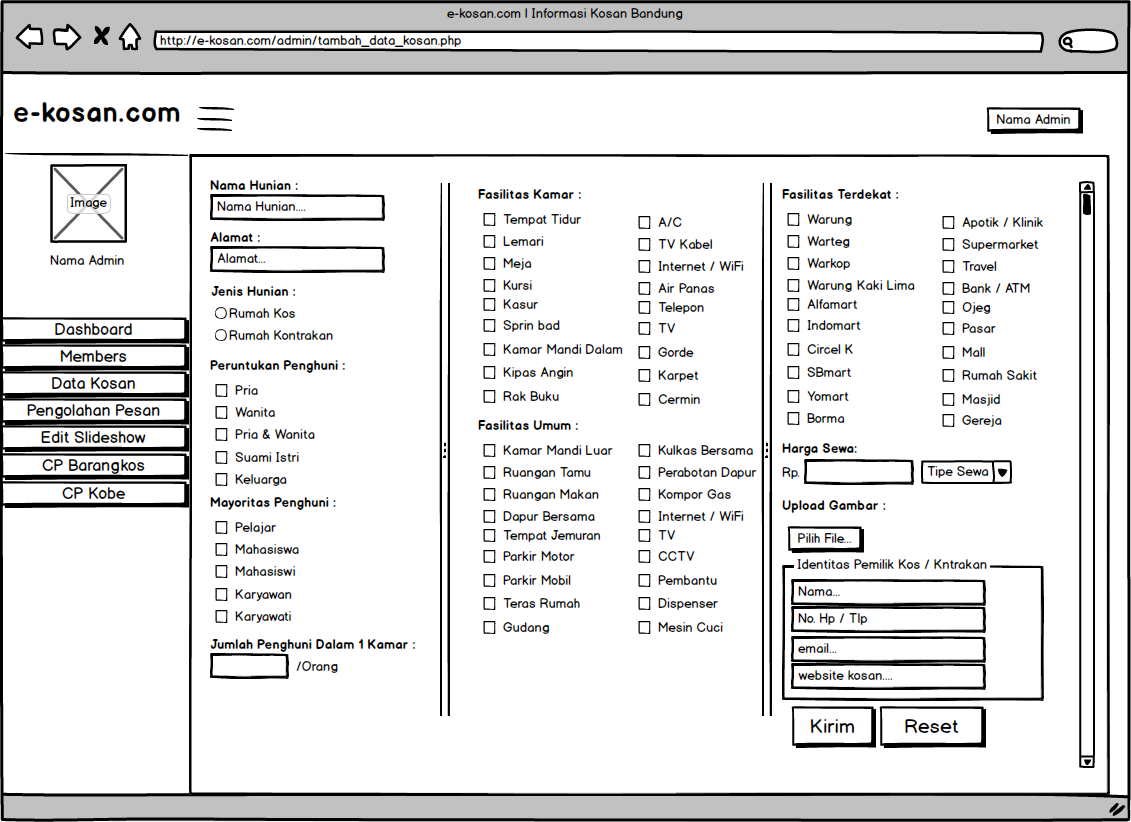 e-kosan.com | Informasi Kosan Bandung
http://e-kosan.com/admin/tambah_data_kosan.php
e-kosan.com
Nama Admin
Image
Nama Admin
Dashboard
Members
Data Kosan
Pengolahan Pesan
Edit Slideshow
CP Barangkos
CP Kobe
Nama Hunian :
Nama Hunian....
Alamat :
Alamat...
Jenis Hunian :
Rumah Kos
Rumah Kontrakan
Peruntukan Penghuni :
Pria
Wanita
Pria & Wanita
Suami Istri
Keluarga
Mayoritas Penghuni :
Pelajar
Mahasiswa
Mahasiswi
Karyawan
Karyawati
Jumlah Penghuni Dalam 1 Kamar :
/Orang
Fasilitas Kamar :
Tempat Tidur
Lemari
Meja
Kursi
Kasur
Sprin bad
Kamar Mandi Dalam
Kipas Angin
Rak Buku
A/C
TV Kabel
Internet / WiFi
Air Panas
Telepon
TV
Gorde
Karpet
Cermin
Fasilitas Umum :
Kamar Mandi Luar
Ruangan Tamu
Ruangan Makan
Dapur Bersama
Tempat Jemuran
Parkir Motor
Parkir Mobil
Teras Rumah
Gudang
Kulkas Bersama
Perabotan Dapur
Kompor Gas
Internet / WiFi
TV
CCTV
Pembantu
Dispenser
Mesin Cuci
Fasilitas Terdekat :
Warung
Warteg
Warkop
Warung Kaki Lima
Alfamart
Indomart
Circel K
SBmart
Yomart
Borma
Apotik / Klinik
Supermarket
Travel
Bank / ATM
Ojeg
Pasar
Mall
Rumah Sakit
Masjid
Gereja
Harga Sewa:
Rp.
Tipe Sewa
Upload Gambar :
Pilih File...
Identitas Pemilik Kos / Kntrakan
Nama...
No. Hp / Tlp
email...
website kosan....
Kirim
Reset